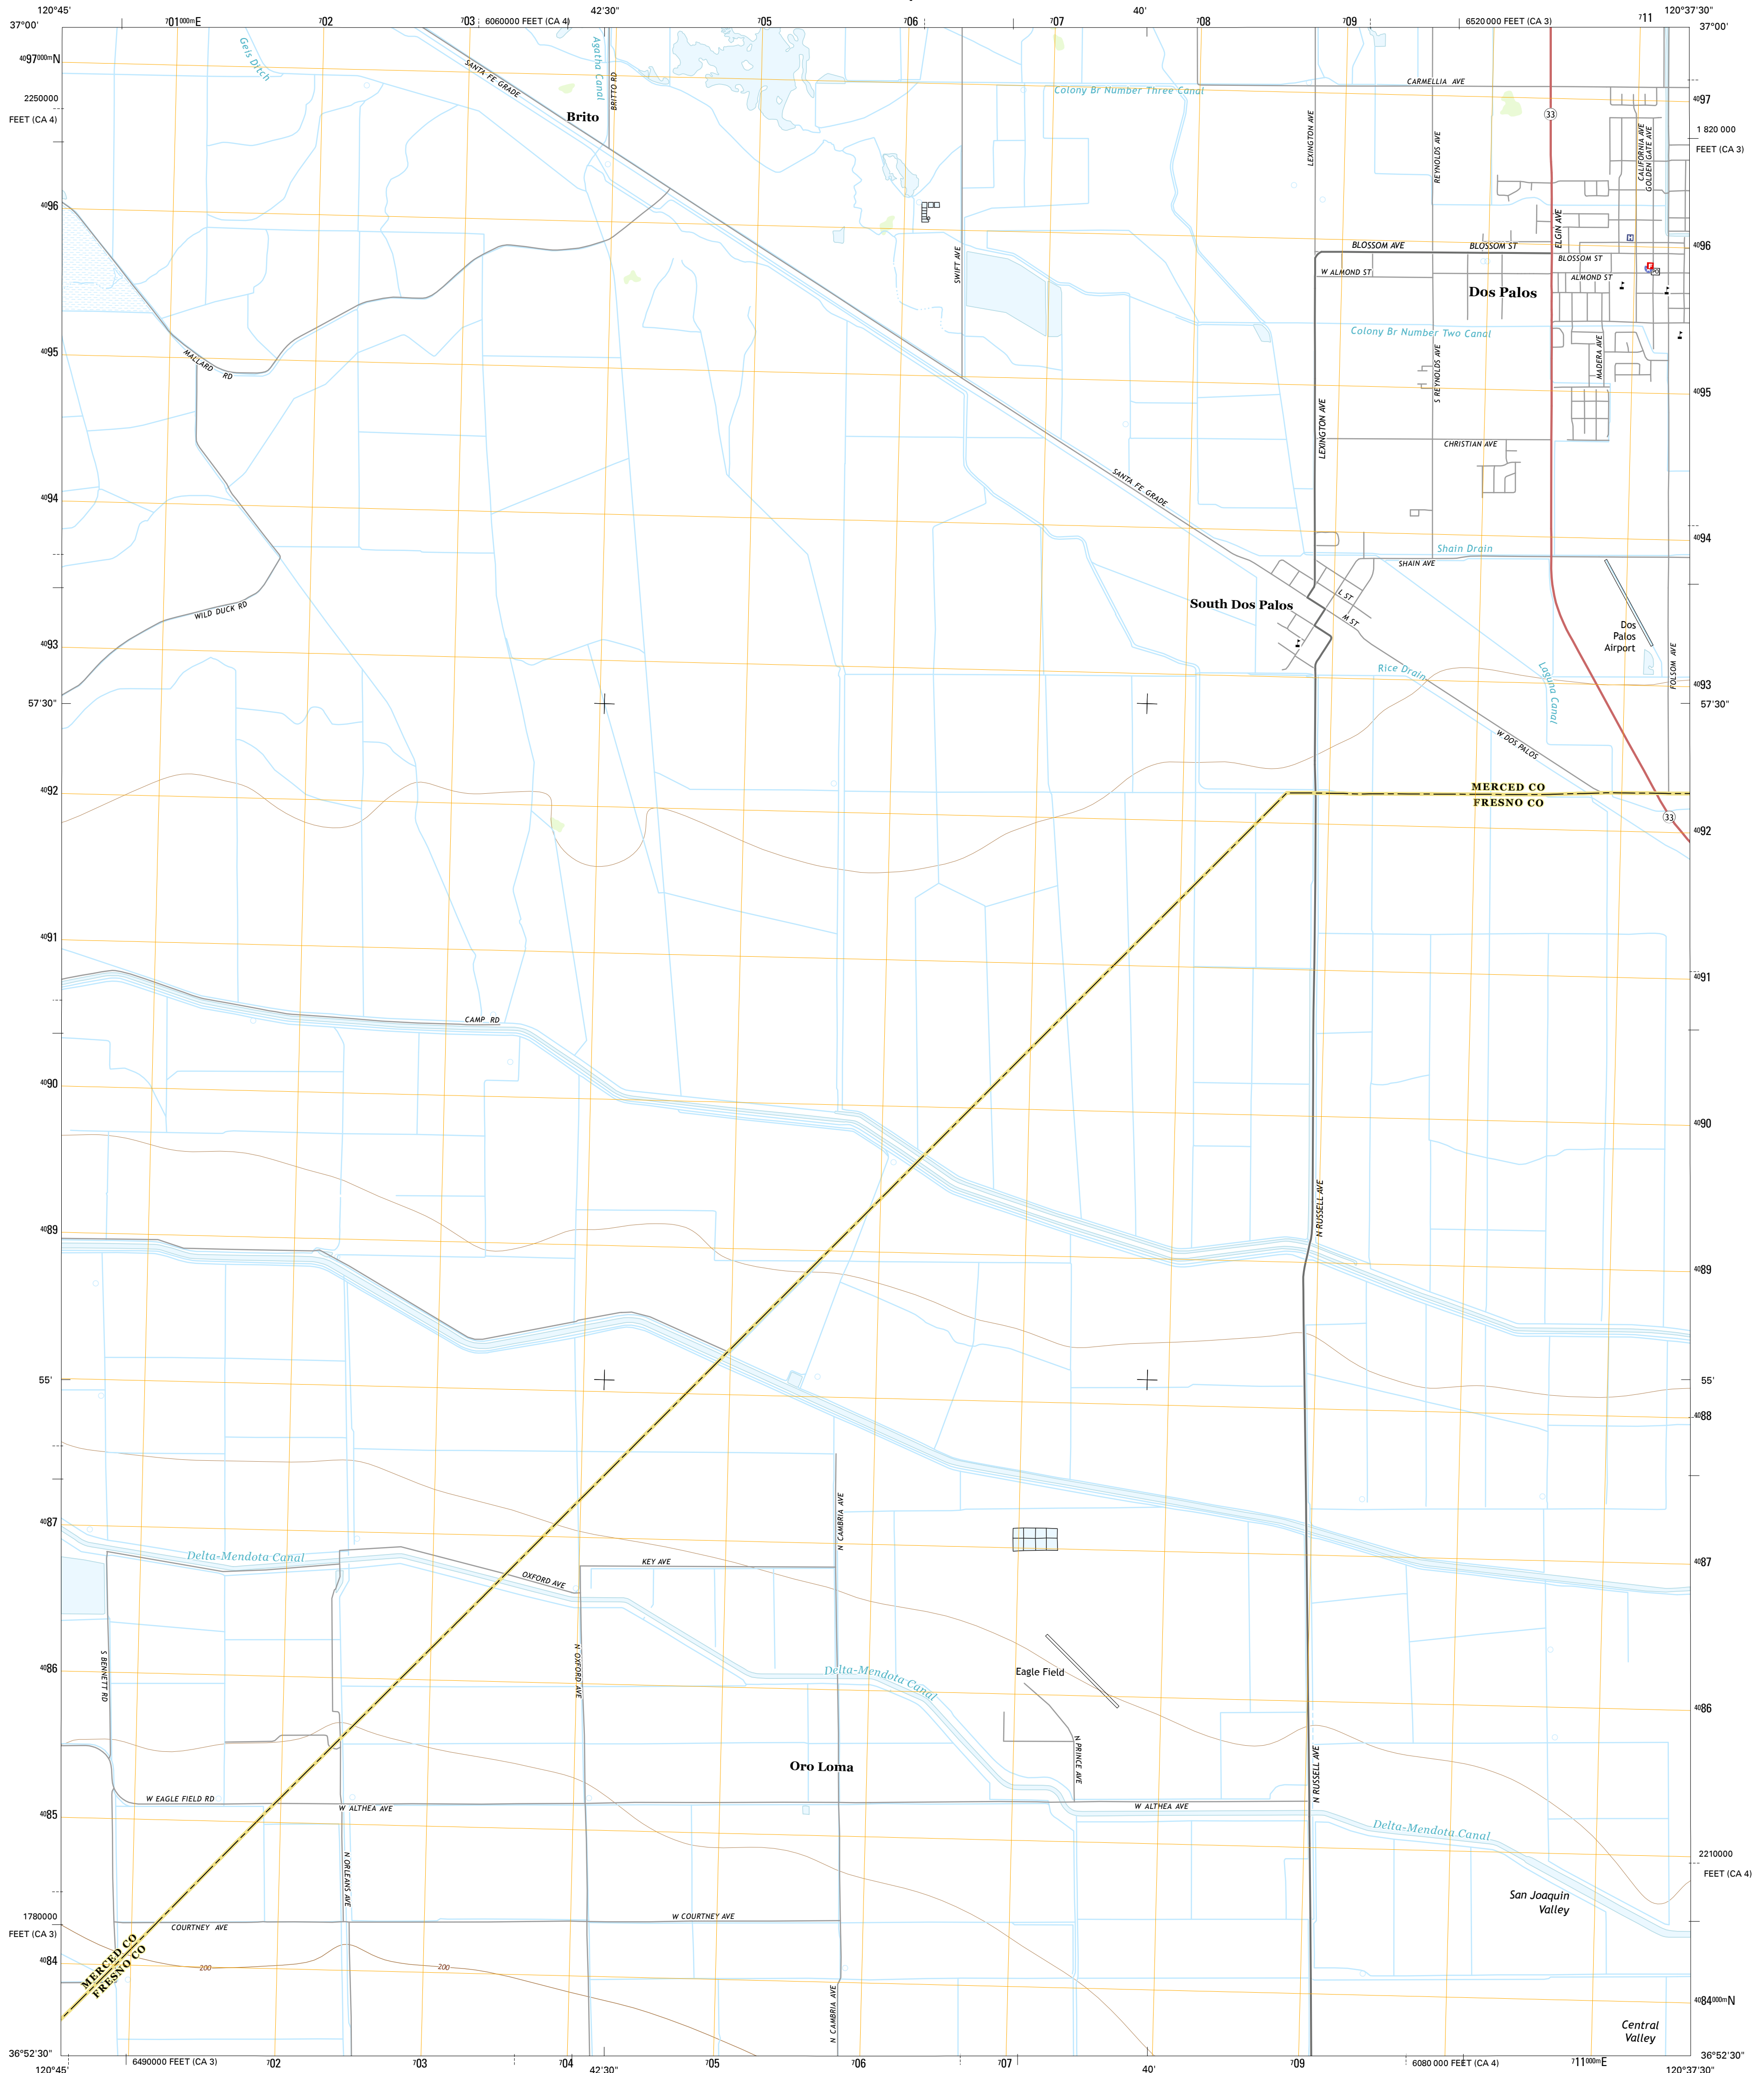 120°45'
701000mE
702
703
6060000 FEET (CA 4)
42'30"
705
706
707
40'
708
709
6520000 FEET (CA 3)
711
120°37'30"
37°00'
37°00'
4097000mN
2250000
FEET (CA 4)
4097
1 820 000
FEET (CA 3)
Geis Ditch
SANTA FE GRADE
Agatha Canal
BRITTO RD
Brito
Colony Br Number Three Canal
CARMELLIA AVE
33
LEXINGTON AVE
REYNOLDS AVE
CALIFORNIA AVE
GOLDEN GATE AVE
4096
4096
SWIFT AVE
ELGIN AVE
BLOSSOM AVE
BLOSSOM ST
BLOSSOM ST
W ALMOND ST
ALMOND ST
H
Dos Palos
Colony Br Number Two Canal
MADERA AVE
S REYNOLDS AVE
4095
4095
MALLARD RD
LEXINGTON AVE
CHRISTIAN AVE
4094
4094
SANTA FE GRADE
Shain Drain
SHAIN AVE
WILD DUCK RD
South Dos Palos
L ST
M ST
Dos
Palos
Airport
4093
4093
Rice Drain
Laguna Canal
FOLSOM AVE
57'30"
57'30"
W DOS PALOS
4092
4092
MERCED CO
FRESNO CO
33
4091
4091
CAMP RD
4090
4090
N RUSSELL AVE
4089
4089
55'
55'
4088
N CAMBRIA AVE
4087
4087
Delta-Mendota Canal
OXFORD AVE
KEY AVE
S BENNETT RD
N OXFORD AVE
4086
4086
Delta-Mendota Canal
Eagle Field
N PRINCE AVE
N RUSSELL AVE
Oro Loma
W EAGLE FIELD RD
W ALTHEA AVE
W ALTHEA AVE
4085
Delta-Mendota Canal
2210000
FEET (CA 4)
N ORLEANS AVE
San Joaquin
Valley
1780000
FEET (CA 3)
COURTNEY AVE
W COURTNEY AVE
4084
MERCED CO
FRESNO CO
200
200
N CAMBRIA AVE
4084000mN
Central
Valley
36°52'30"
36°52'30"
120°45'
6490000 FEET (CA 3)
702
703
704
42'30"
705
706
707
40'
709
6080 000 FEET (CA 4)
711000mE
120°37'30"